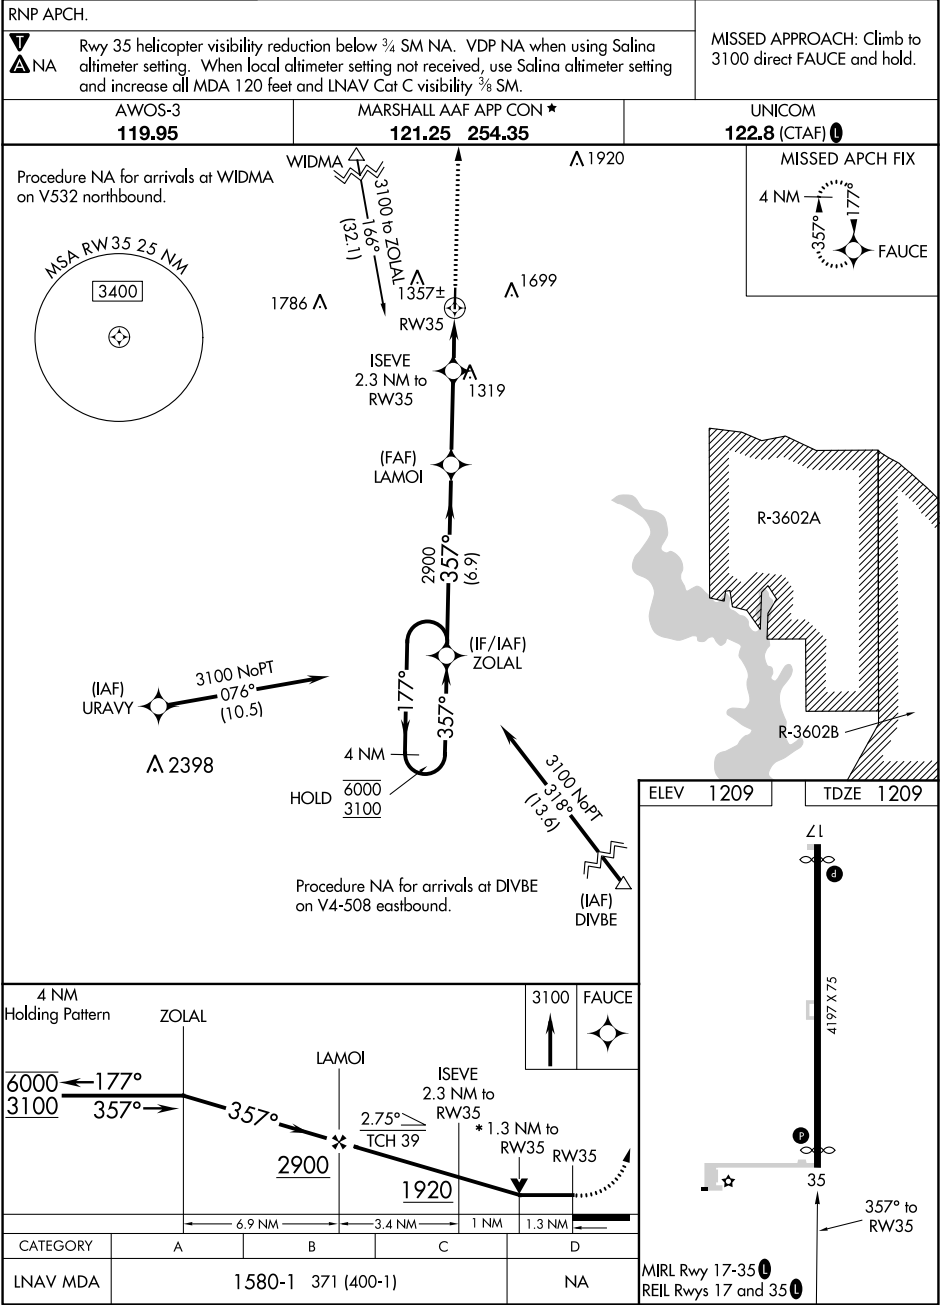 RNP APCH.
T
A NA
Rwy 35 helicopter visibility reduction below 3/4 SM NA. VDP NA when using Salina
altimeter setting. When local altimeter setting not received, use Salina altimeter setting
and increase all MDA 120 feet and LNAV Cat C visibility 3/8 SM.
MISSED APPROACH: Climb to
3100 direct FAUCE and hold.
AWOS-3
119.95
MARSHALL AAF APP CON ★
121.25 254.35
UNICOM
122.8 (CTAF) L
Procedure NA for arrivals at WIDMA
on V532 northbound.
WIDMA
3100 to ZOLAL
166°
(32.1)
1920
MISSED APCH FIX
4 NM
357°
177°
FAUCE
MSA RW35 25 NM
3400
1786
1357±
1699
RW35
ISEVE
2.3 NM to
RW35
1319
(FAF)
LAMOI
2900
357°
(6.9)
R-3602A
R-3602B
(IF/IAF)
ZOLAL
(IAF)
URAVY
3100 NoPT
076°
(10.5)
177°
357°
2398
4 NM
HOLD
6000
3100
3100 NoPT
318°
(13.6)
Procedure NA for arrivals at DIVBE
on V4-508 eastbound.
(IAF)
DIVBE
ELEV 1209
TDZE 1209
17
P
4197 X 75
P
35
357° to
RW35
MIRL Rwy 17-35 L
REIL Rwys 17 and 35 L
4 NM
Holding Pattern
ZOLAL
LAMOI
ISEVE
2.3 NM to
RW35
* 1.3 NM to
RW35
RW35
3100
FAUCE
6000
3100
177°
357°
357°
2.75°
TCH 39
2900
1920
6.9 NM
3.4 NM
1 NM
1.3 NM
CATEGORY A B C D
LNAV MDA 1580-1 371 (400-1) NA